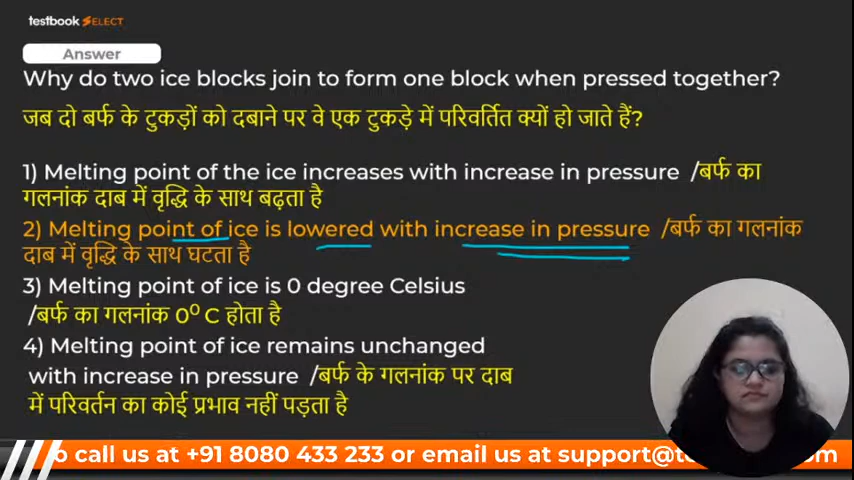 testbook SELECT
Answer
Why do two ice blocks join to form one block when pressed together?
जब दो बर्फ के टुकड़ों को दबाने पर वे एक टुकड़े में परिवर्तित क्यों हो जाते हैं?
1) Melting point of the ice increases with increase in pressure /बर्फ का
गलनांक दाब में वृद्धि के साथ बढ़ता है
2) Melting point of ice is lowered with increase in pressure /बर्फ का गलनांक
दाब में वृद्धि के साथ घटता है
3) Melting point of ice is 0 degree Celsius
/बर्फ का गलनांक 0⁰ C होता है
4) Melting point of ice remains unchanged
with increase in pressure /बर्फ के गलनांक पर दाब
में परिवर्तन का कोई प्रभाव नहीं पड़ता है
o call us at +91 8080 433 233 or email us at support@te om